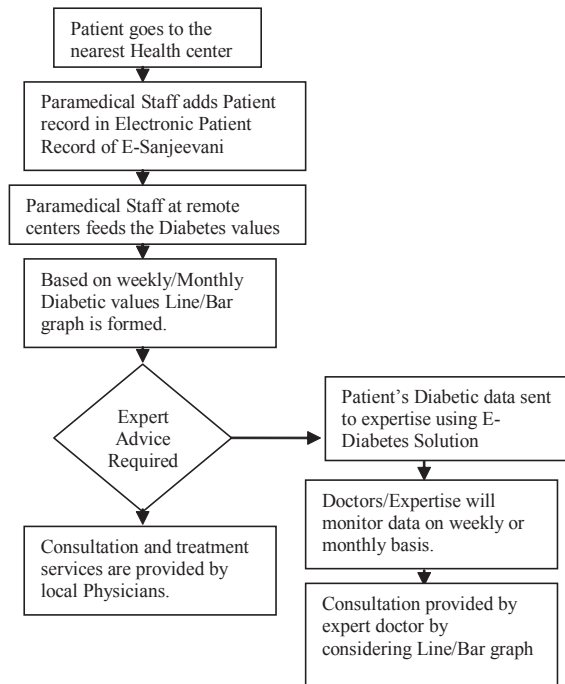 Patient goes to the
nearest Health center
Paramedical Staff adds Patient
record in Electronic Patient
Record of E-Sanjeevani
Paramedical Staff at remote
centers feeds the Diabetes values
Based on weekly/Monthly
Diabetic values Line/Bar
graph is formed.
Expert
Advice
Required
Consultation and treatment
services are provided by
local Physicians.
Patient's Diabetic data sent
to expertise using E-
Diabetes Solution
Doctors/Expertise will
monitor data on weekly or
monthly basis.
Consultation provided by
expert doctor by
considering Line/Bar graph